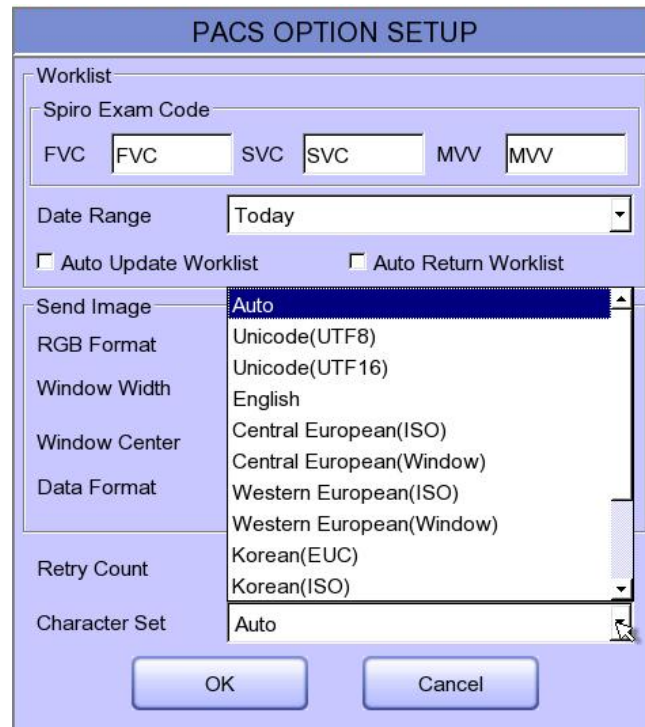 PACS OPTION SETUP
Worklist
Spiro Exam Code
FVC FVC SVC SVC MVV MVV
Date Range Today
Auto Update Worklist Auto Return Worklist
Send Image
RGB Format
Window Width
Window Center
Data Format
Auto
Unicode(UTF8)
Unicode(UTF16)
English
Central European(ISO)
Central European(Window)
Western European(ISO)
Western European(Window)
Korean(EUC)
Korean(ISO)
Retry Count
Character Set Auto
OK Cancel